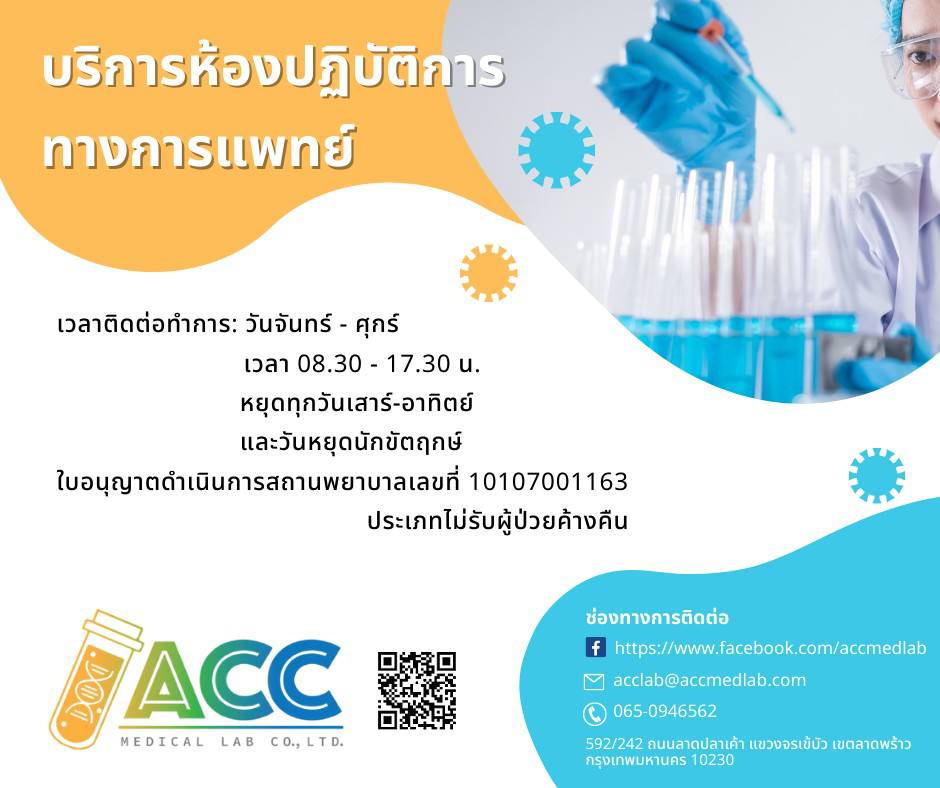 บริการห้องปฏิบัติการ
ทางการแพทย์
เวลาติดต่อทำการ: วันจันทร์ - ศุกร์
เวลา 08.30 - 17.30 น.
หยุดทุกวันเสาร์-อาทิตย์
และวันหยุดนักขัตฤกษ์
ใบอนุญาตดำเนินการสถานพยาบาลเลขที่ 10107001163
ประเภทไม่รับผู้ป่วยค้างคืน
ACC
MEDICAL LAB CO., LTD.
ช่องทางการติดต่อ
https://www.facebook.com/accmedlab
acclab@accmedlab.com
065-0946562
592/242 ถนนลาดปลาเค้า แขวงจรเข้บัว เขตลาดพร้าว
กรุงเทพมหานคร 10230